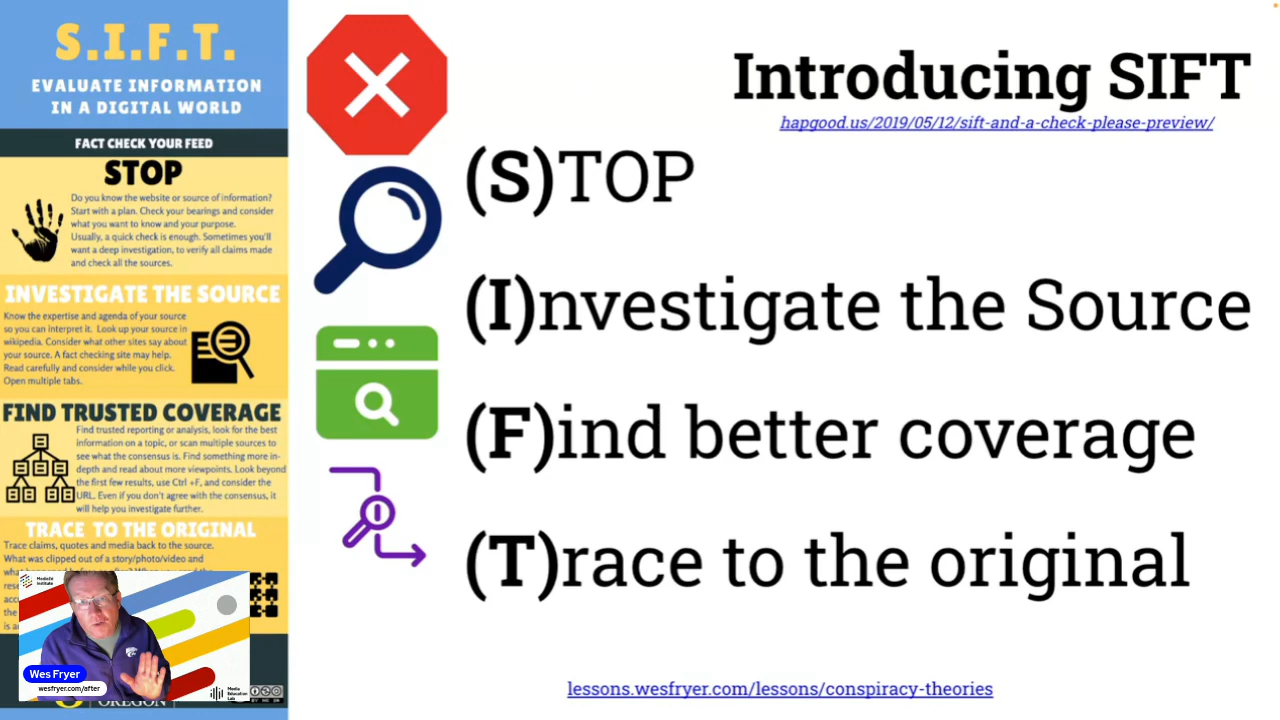 S.I.F.T.
EVALUATE INFORMATION
IN A DIGITAL WORLD
FACT CHECK YOUR FEED
STOP
Do you know the website or source of information?
Start with a plan. Check your bearings and consider
what you want to know and your purpose.
Usually, a quick check is enough. Sometimes you'll
want a deep investigation, to verify all claims made
and check all the sources.
INVESTIGATE THE SOURCE
Know the expertise and agenda of your source
so you can interpret it. Look up your source in
wikipedia. Consider what other sites say about
your source. A fact checking site may help.
Read carefully and consider while you click.
Open multiple tabs.
FIND TRUSTED COVERAGE
Find trusted reporting or analysis, look for the best
information on a topic, or scan multiple sources to
see what the consensus is. Find something more in-
depth and read about more viewpoints. Look beyond
the first few results, use Ctrl +F, and consider the
URL. Even if you don't agree with the consensus, it
will help you investigate further.
TRACE TO THE ORIGINAL
Trace claims, quotes and media back to the source.
What was clipped out of a story/photo/video and
Media Ed
Institute
Wes Fryer
wesfryer.com/after
Media
Education
Lab
OREGON
Introducing SIFT
hapgood.us/2019/05/12/sift-and-a-check-please-preview/
(S)TOP
(I)nvestigate the Source
(F)ind better coverage
(T)race to the original
lessons.wesfryer.com/lessons/conspiracy-theories